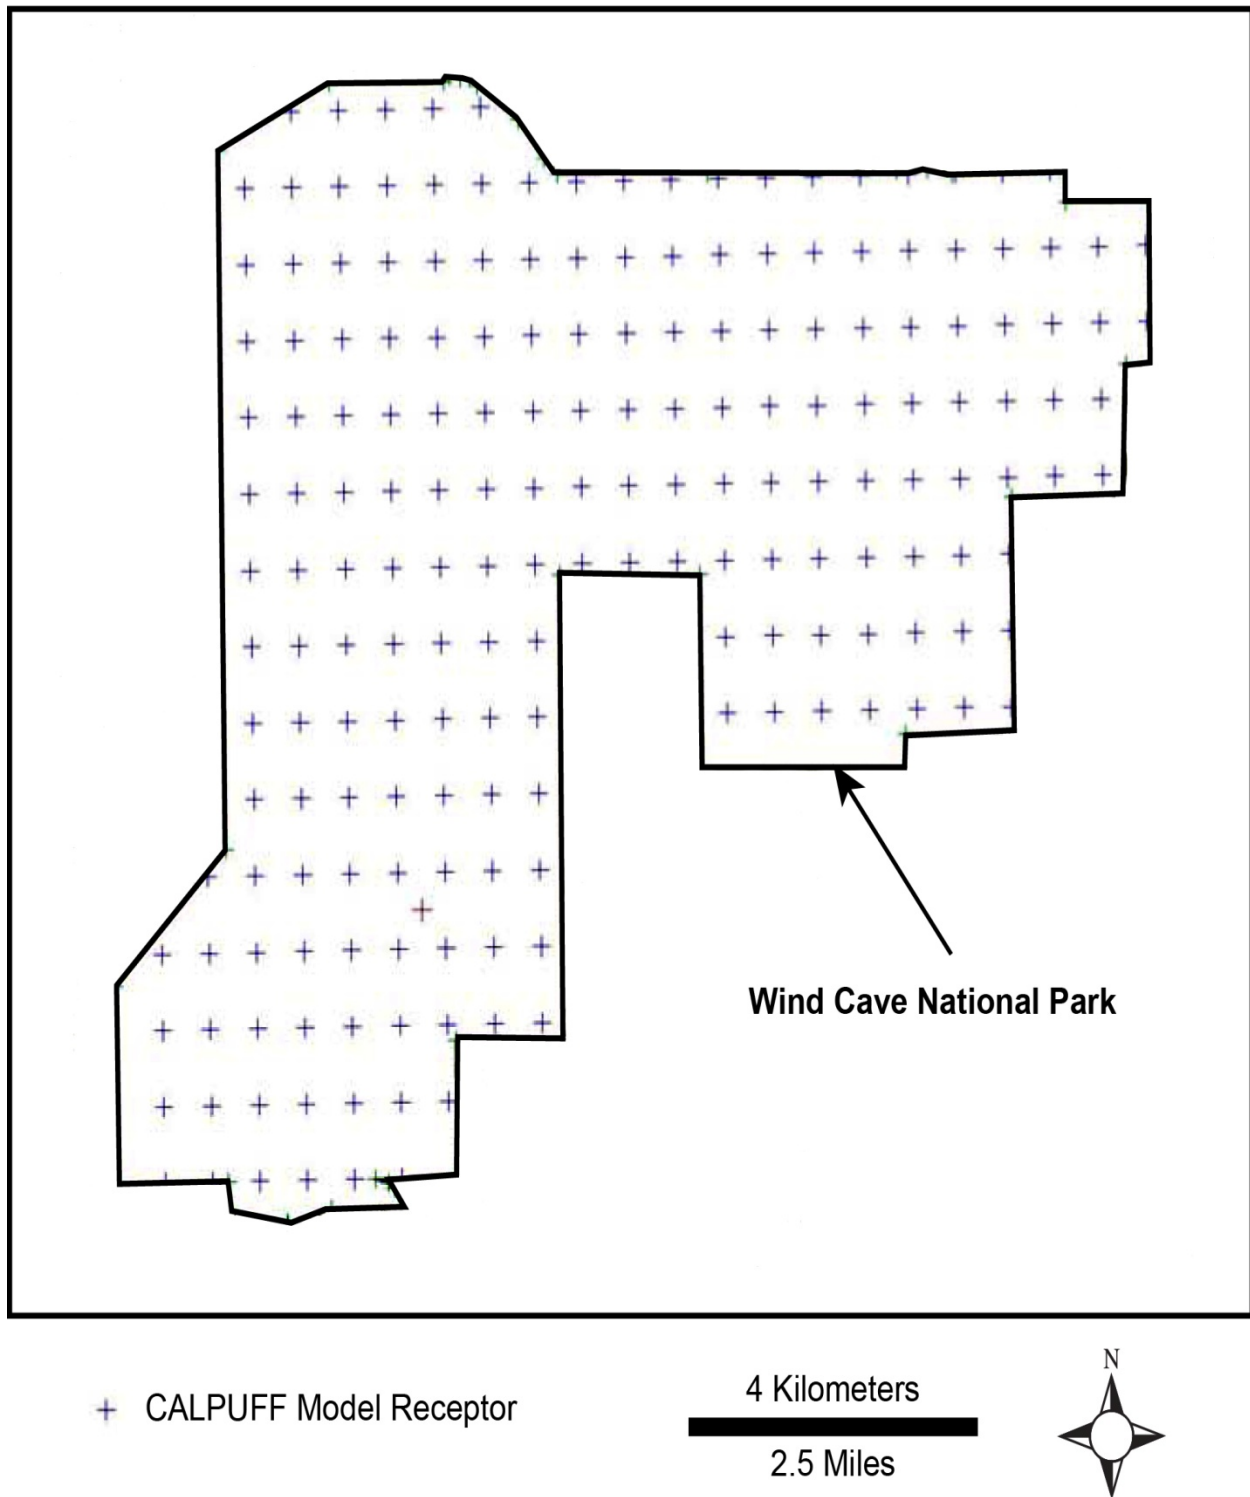 Wind Cave National Park
CALPUFF Model Receptor
4 Kilometers
2.5 Miles
N